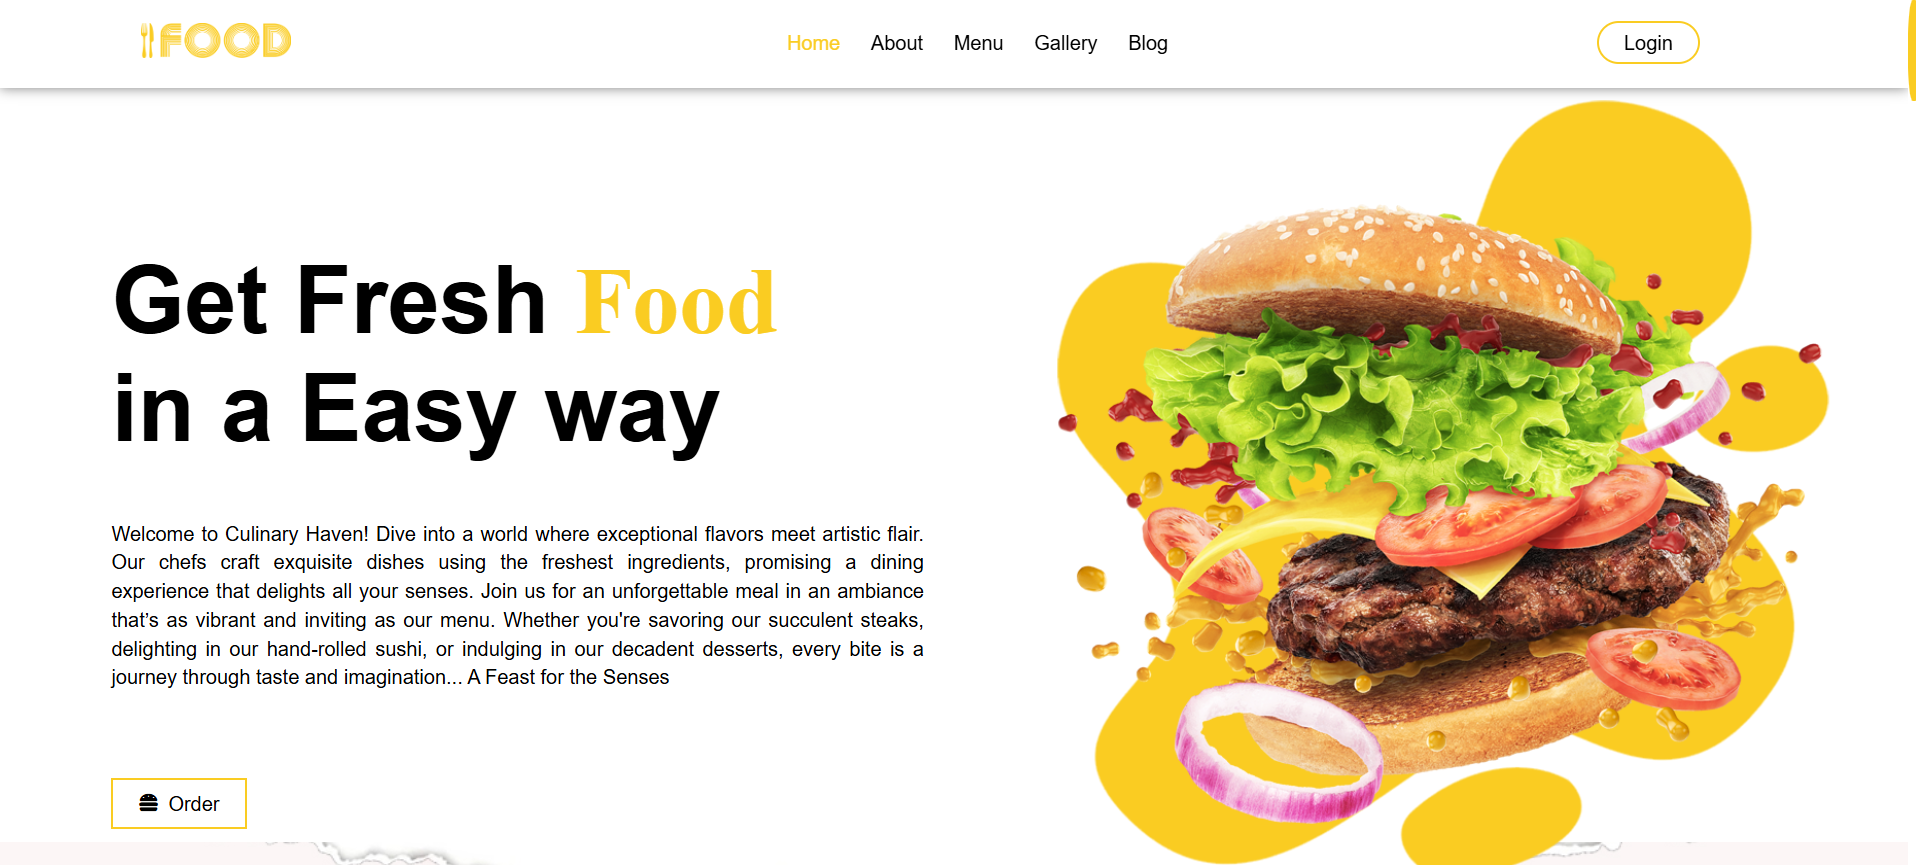 FOOD
Home About Menu Gallery Blog
Login
Get Fresh Food
in a Easy way
Welcome to Culinary Haven! Dive into a world where exceptional flavors meet artistic flair.
Our chefs craft exquisite dishes using the freshest ingredients, promising a dining
experience that delights all your senses. Join us for an unforgettable meal in an ambiance
that’s as vibrant and inviting as our menu. Whether you're savoring our succulent steaks,
delighting in our hand-rolled sushi, or indulging in our decadent desserts, every bite is a
journey through taste and imagination... A Feast for the Senses
Order